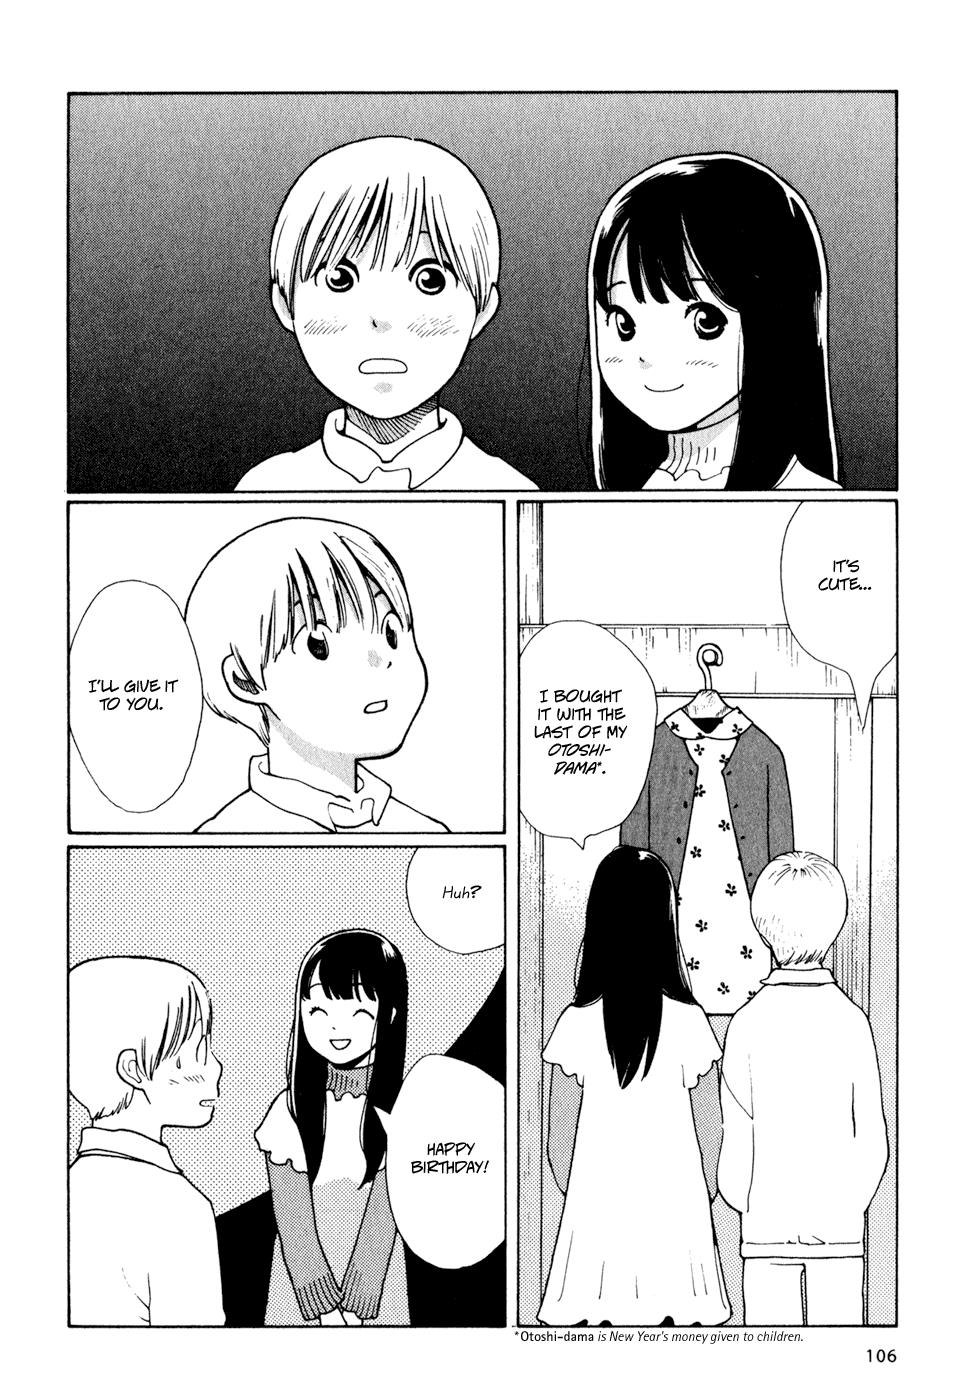 IT'S
CUTE...
I BOUGHT
IT WITH THE
LAST OF MY
OTOSHI-
DAMA*.
I'LL GIVE IT
TO YOU.
Huh?
HAPPY
BIRTHDAY!
*Otoshi-dama is New Year's money given to children.
106